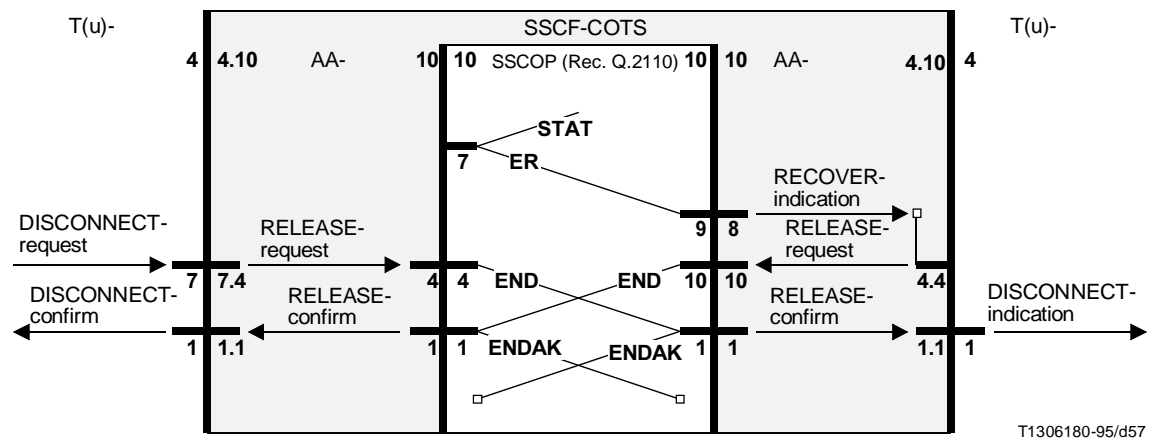 T(u)- SSCF-COTS T(u)-
4 4.10 AA- 10 10 SSCOP (Rec. Q.2110) 10 10 AA- 4.10 4
STAT
7 ER
RECOVER-
indication
DISCONNECT-
request
RELEASE-
request
9 8
RELEASE-
request
7 7.4 4 4 END END 10 10 4.4
DISCONNECT-
confirm
RELEASE-
confirm
RELEASE-
confirm
DISCONNECT-
indication
1 1.1 1 1 ENDAK ENDAK 1 1 1.1 1
T1306180-95/d57